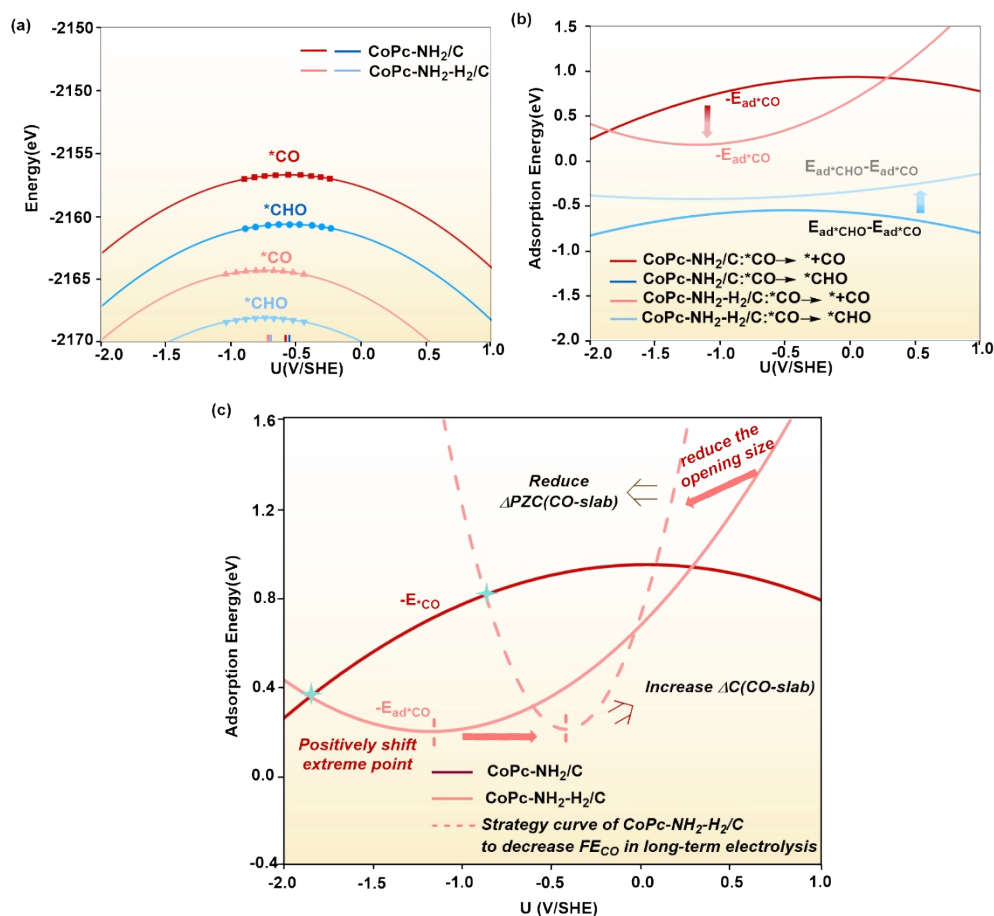 (a)
-2150
-2155
-2160
-2165
-2170
Energy(eV)
CoPc-NH2/C
CoPc-NH2-H2/C
*CO
*CHO
*CO
*CHO
-2.0 -1.5 -1.0 -0.5 0.0 0.5 1.0
U(V/SHE)
(b)
1.5
1.0
0.5
0.0
-0.5
-1.0
-1.5
-2.0
Adsorption Energy(eV)
-Ead*CO
-Ead*CO
Ead*CHO-Ead*CO
Ead*CHO-Ead*CO
CoPc-NH2/C:*CO→ *+CO
CoPc-NH2/C:*CO→ *CHO
CoPc-NH2-H2/C:*CO→ *+CO
CoPc-NH2-H2/C:*CO→ *CHO
-2.0 -1.5 -1.0 -0.5 0.0 0.5 1.0
U(V/SHE)
(c)
1.6
1.2
0.8
0.4
0.0
-0.4
Adsorption Energy(eV)
reduce the
opening size
Reduce
ΔPZC(CO-slab)
-E*CO
Increase ΔC(CO-slab)
-Ead*CO
Positively shift
extreme point
CoPc-NH2/C
CoPc-NH2-H2/C
Strategy curve of CoPc-NH2-H2/C
to decrease FECO in long-term electrolysis
-2.0 -1.5 -1.0 -0.5 0.0 0.5 1.0
U (V/SHE)